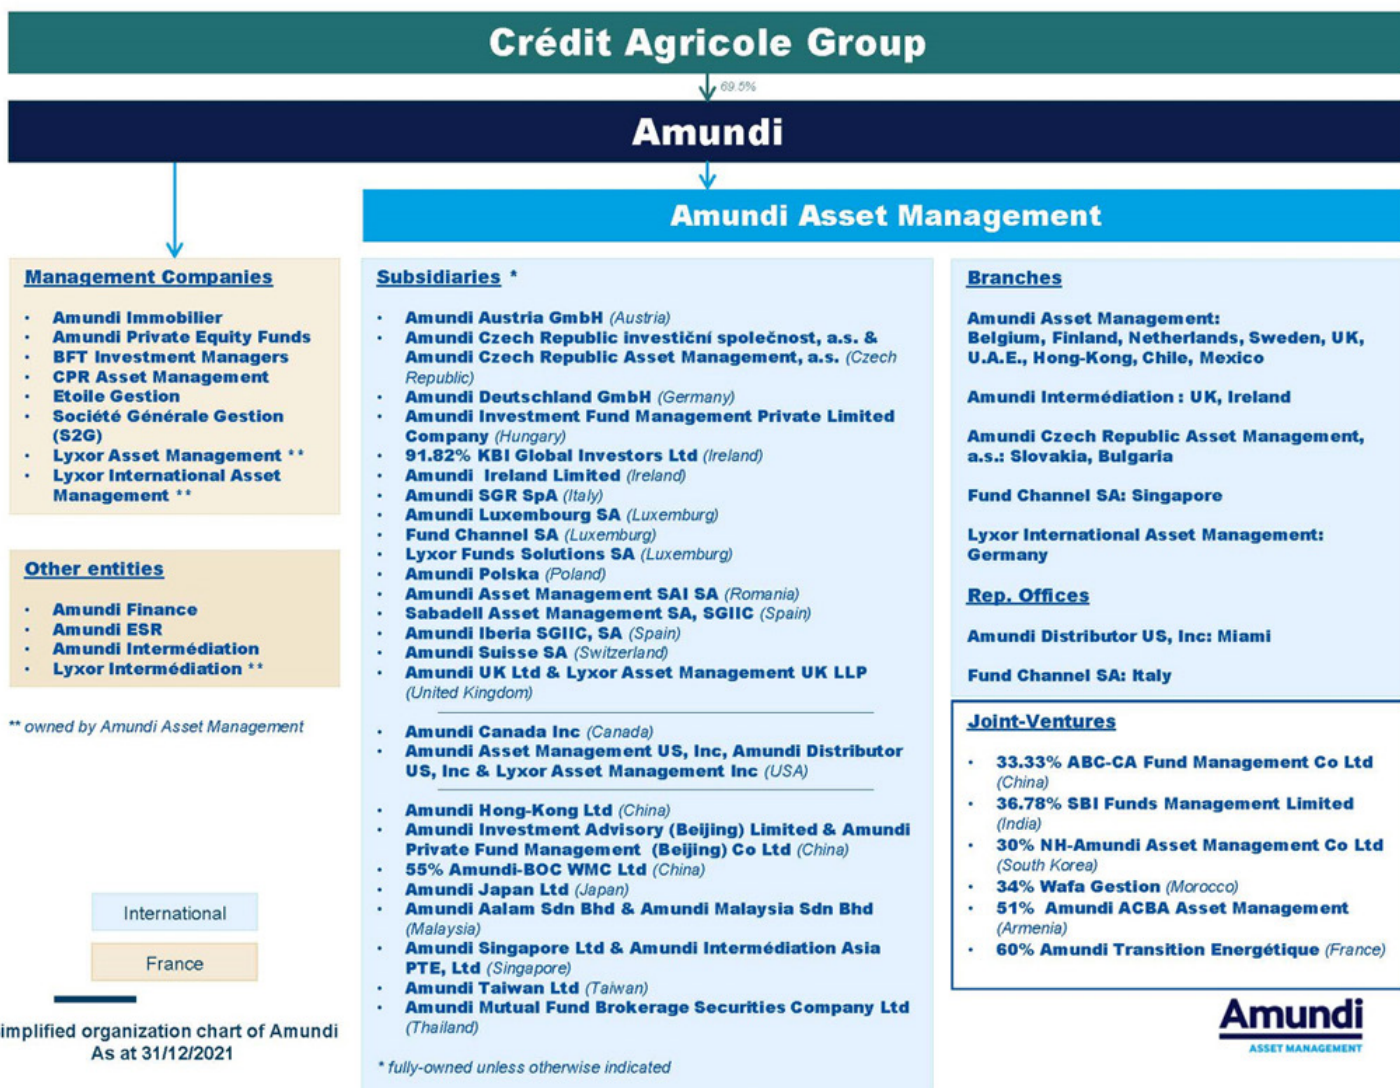 Crédit Agricole Group
69.5%
Amundi
Amundi Asset Management
Management Companies
• Amundi Immobilier
• Amundi Private Equity Funds
• BFT Investment Managers
• CPR Asset Management
• Etoile Gestion
• Société Générale Gestion
(S2G)
• Lyxor Asset Management **
• Lyxor International Asset
Management **
Other entities
• Amundi Finance
• Amundi ESR
• Amundi Intermédiation
• Lyxor Intermédiation **
** owned by Amundi Asset Management
International
France
implified organization chart of Amundi
As at 31/12/2021
Subsidiaries *
• Amundi Austria GmbH (Austria)
• Amundi Czech Republic investiční společnost, a.s. &
Amundi Czech Republic Asset Management, a.s. (Czech
Republic)
• Amundi Deutschland GmbH (Germany)
• Amundi Investment Fund Management Private Limited
Company (Hungary)
• 91.82% KBI Global Investors Ltd (Ireland)
• Amundi Ireland Limited (Ireland)
• Amundi SGR SpA (Italy)
• Amundi Luxembourg SA (Luxemburg)
• Fund Channel SA (Luxemburg)
• Lyxor Funds Solutions SA (Luxemburg)
• Amundi Polska (Poland)
• Amundi Asset Management SAI SA (Romania)
• Sabadell Asset Management SA, SGIIC (Spain)
• Amundi Iberia SGIIC, SA (Spain)
• Amundi Suisse SA (Switzerland)
• Amundi UK Ltd & Lyxor Asset Management UK LLP
(United Kingdom)
• Amundi Canada Inc (Canada)
• Amundi Asset Management US, Inc, Amundi Distributor
US, Inc & Lyxor Asset Management Inc (USA)
• Amundi Hong-Kong Ltd (China)
• Amundi Investment Advisory (Beijing) Limited & Amundi
Private Fund Management (Beijing) Co Ltd (China)
• 55% Amundi-BOC WMC Ltd (China)
• Amundi Japan Ltd (Japan)
• Amundi Aalam Sdn Bhd & Amundi Malaysia Sdn Bhd
(Malaysia)
• Amundi Singapore Ltd & Amundi Intermédiation Asia
PTE, Ltd (Singapore)
• Amundi Taiwan Ltd (Taiwan)
• Amundi Mutual Fund Brokerage Securities Company Ltd
(Thailand)
* fully-owned unless otherwise indicated
Branches
Amundi Asset Management:
Belgium, Finland, Netherlands, Sweden, UK,
U.A.E., Hong-Kong, Chile, Mexico
Amundi Intermédiation : UK, Ireland
Amundi Czech Republic Asset Management,
a.s.: Slovakia, Bulgaria
Fund Channel SA: Singapore
Lyxor International Asset Management:
Germany
Rep. Offices
Amundi Distributor US, Inc: Miami
Fund Channel SA: Italy
Joint-Ventures
• 33.33% ABC-CA Fund Management Co Ltd
(China)
• 36.78% SBI Funds Management Limited
(India)
• 30% NH-Amundi Asset Management Co Ltd
(South Korea)
• 34% Wafa Gestion (Morocco)
• 51% Amundi ACBA Asset Management
(Armenia)
• 60% Amundi Transition Energétique (France)
Amundi
ASSET MANAGEMENT